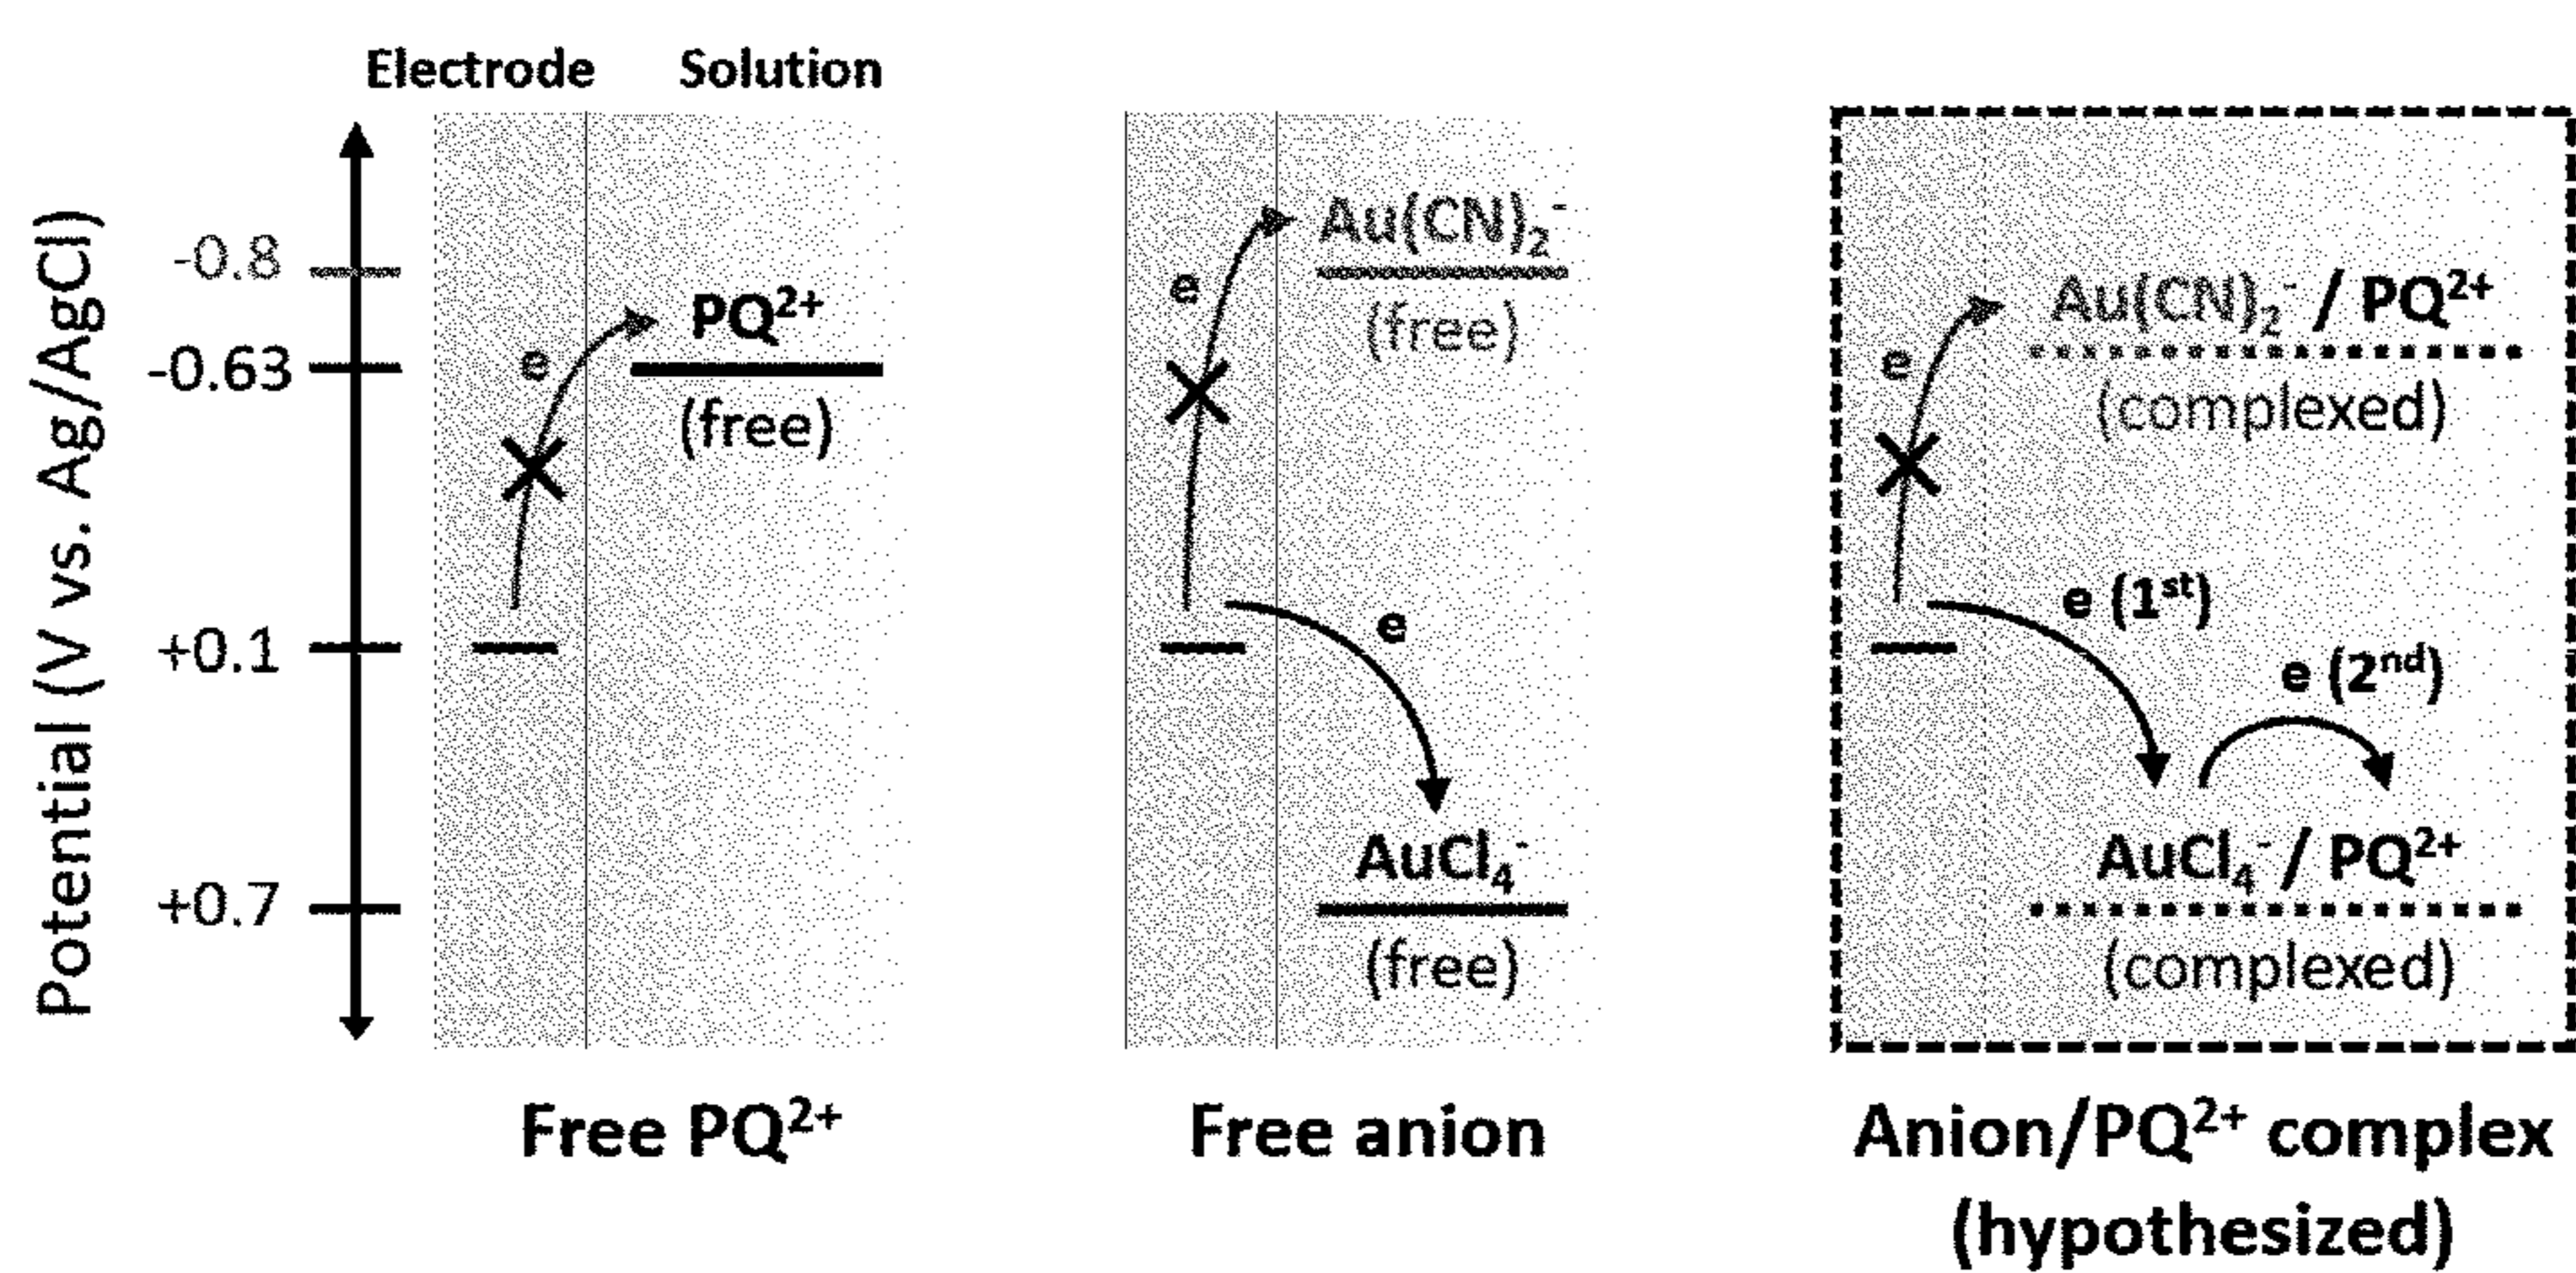 Electrode Solution
Potential (V vs. Ag/AgCl)
-0.8
-0.63
+0.1
+0.7
e
PQ²⁺
(free)
Free PQ²⁺
e
Au(CN)₂⁻
(free)
e
AuCl₄⁻
(free)
Free anion
e
Au(CN)₂⁻ / PQ²⁺
(complexed)
e (1ˢᵗ)
e (2ⁿᵈ)
AuCl₄⁻ / PQ²⁺
(complexed)
Anion/PQ²⁺ complex
(hypothesized)